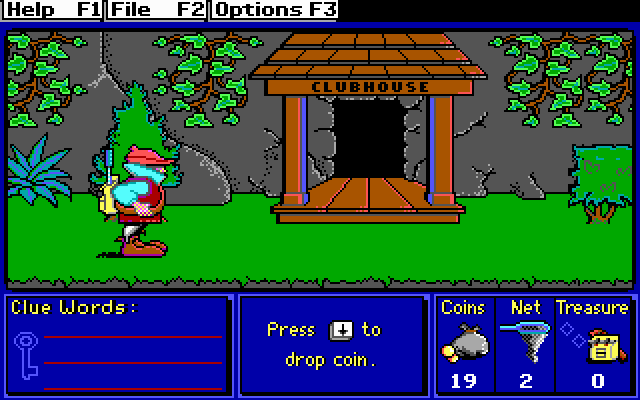 Help F1 File F2 Options F3
CLUBHOUSE
Clue Words:
Press ↓ to
drop coin.
Coins Net Treasure
19 2 0